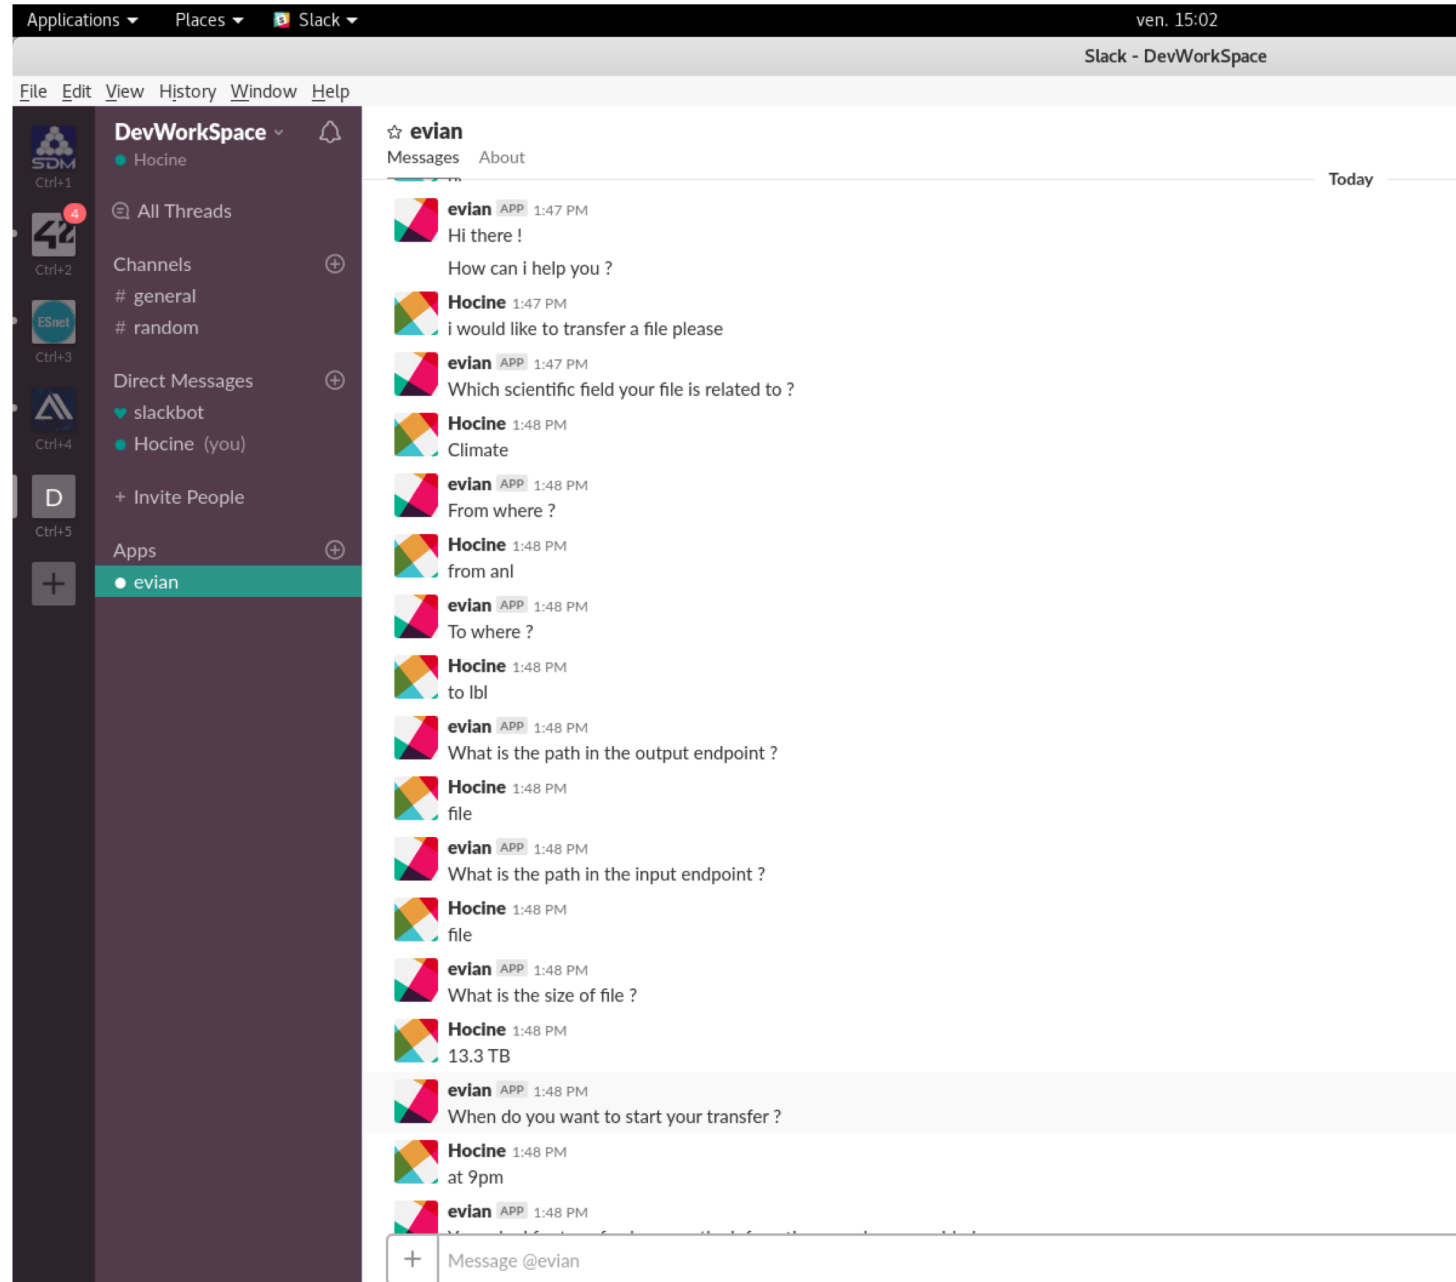 Applications Places Slack ven. 15:02
Slack - DevWorkSpace
File Edit View History Window Help
SDM
Ctrl+1
4
42
Ctrl+2
ESnet
Ctrl+3
Ctrl+4
D
Ctrl+5
DevWorkSpace
Hocine
All Threads
Channels
# general
# random
Direct Messages
slackbot
Hocine (you)
+ Invite People
Apps
evian
evian
Messages About
Today
evian APP 1:47 PM
Hi there !
How can i help you ?
Hocine 1:47 PM
i would like to transfer a file please
evian APP 1:47 PM
Which scientific field your file is related to ?
Hocine 1:48 PM
Climate
evian APP 1:48 PM
From where ?
Hocine 1:48 PM
from anl
evian APP 1:48 PM
To where ?
Hocine 1:48 PM
to lbl
evian APP 1:48 PM
What is the path in the output endpoint ?
Hocine 1:48 PM
file
evian APP 1:48 PM
What is the path in the input endpoint ?
Hocine 1:48 PM
file
evian APP 1:48 PM
What is the size of file ?
Hocine 1:48 PM
13.3 TB
evian APP 1:48 PM
When do you want to start your transfer ?
Hocine 1:48 PM
at 9pm
evian APP 1:48 PM
Message @evian